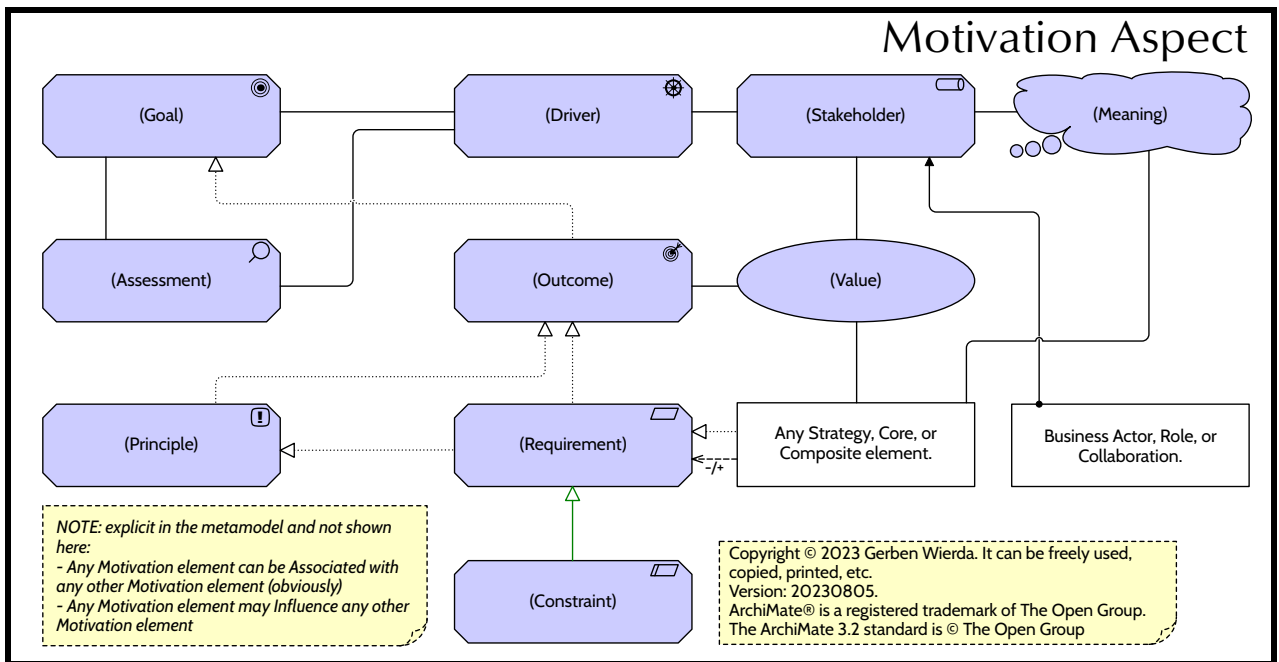 Motivation Aspect
(Goal)
(Driver)
(Stakeholder)
(Meaning)
(Assessment)
(Outcome)
(Value)
(Principle)
(Requirement)
Any Strategy, Core, or
Composite element.
Business Actor, Role, or
Collaboration.
-/+
NOTE: explicit in the metamodel and not shown
here:
- Any Motivation element can be Associated with
any other Motivation element (obviously)
- Any Motivation element may Influence any other
Motivation element
(Constraint)
Copyright © 2023 Gerben Wierda. It can be freely used,
copied, printed, etc.
Version: 20230805.
ArchiMate® is a registered trademark of The Open Group.
The ArchiMate 3.2 standard is © The Open Group